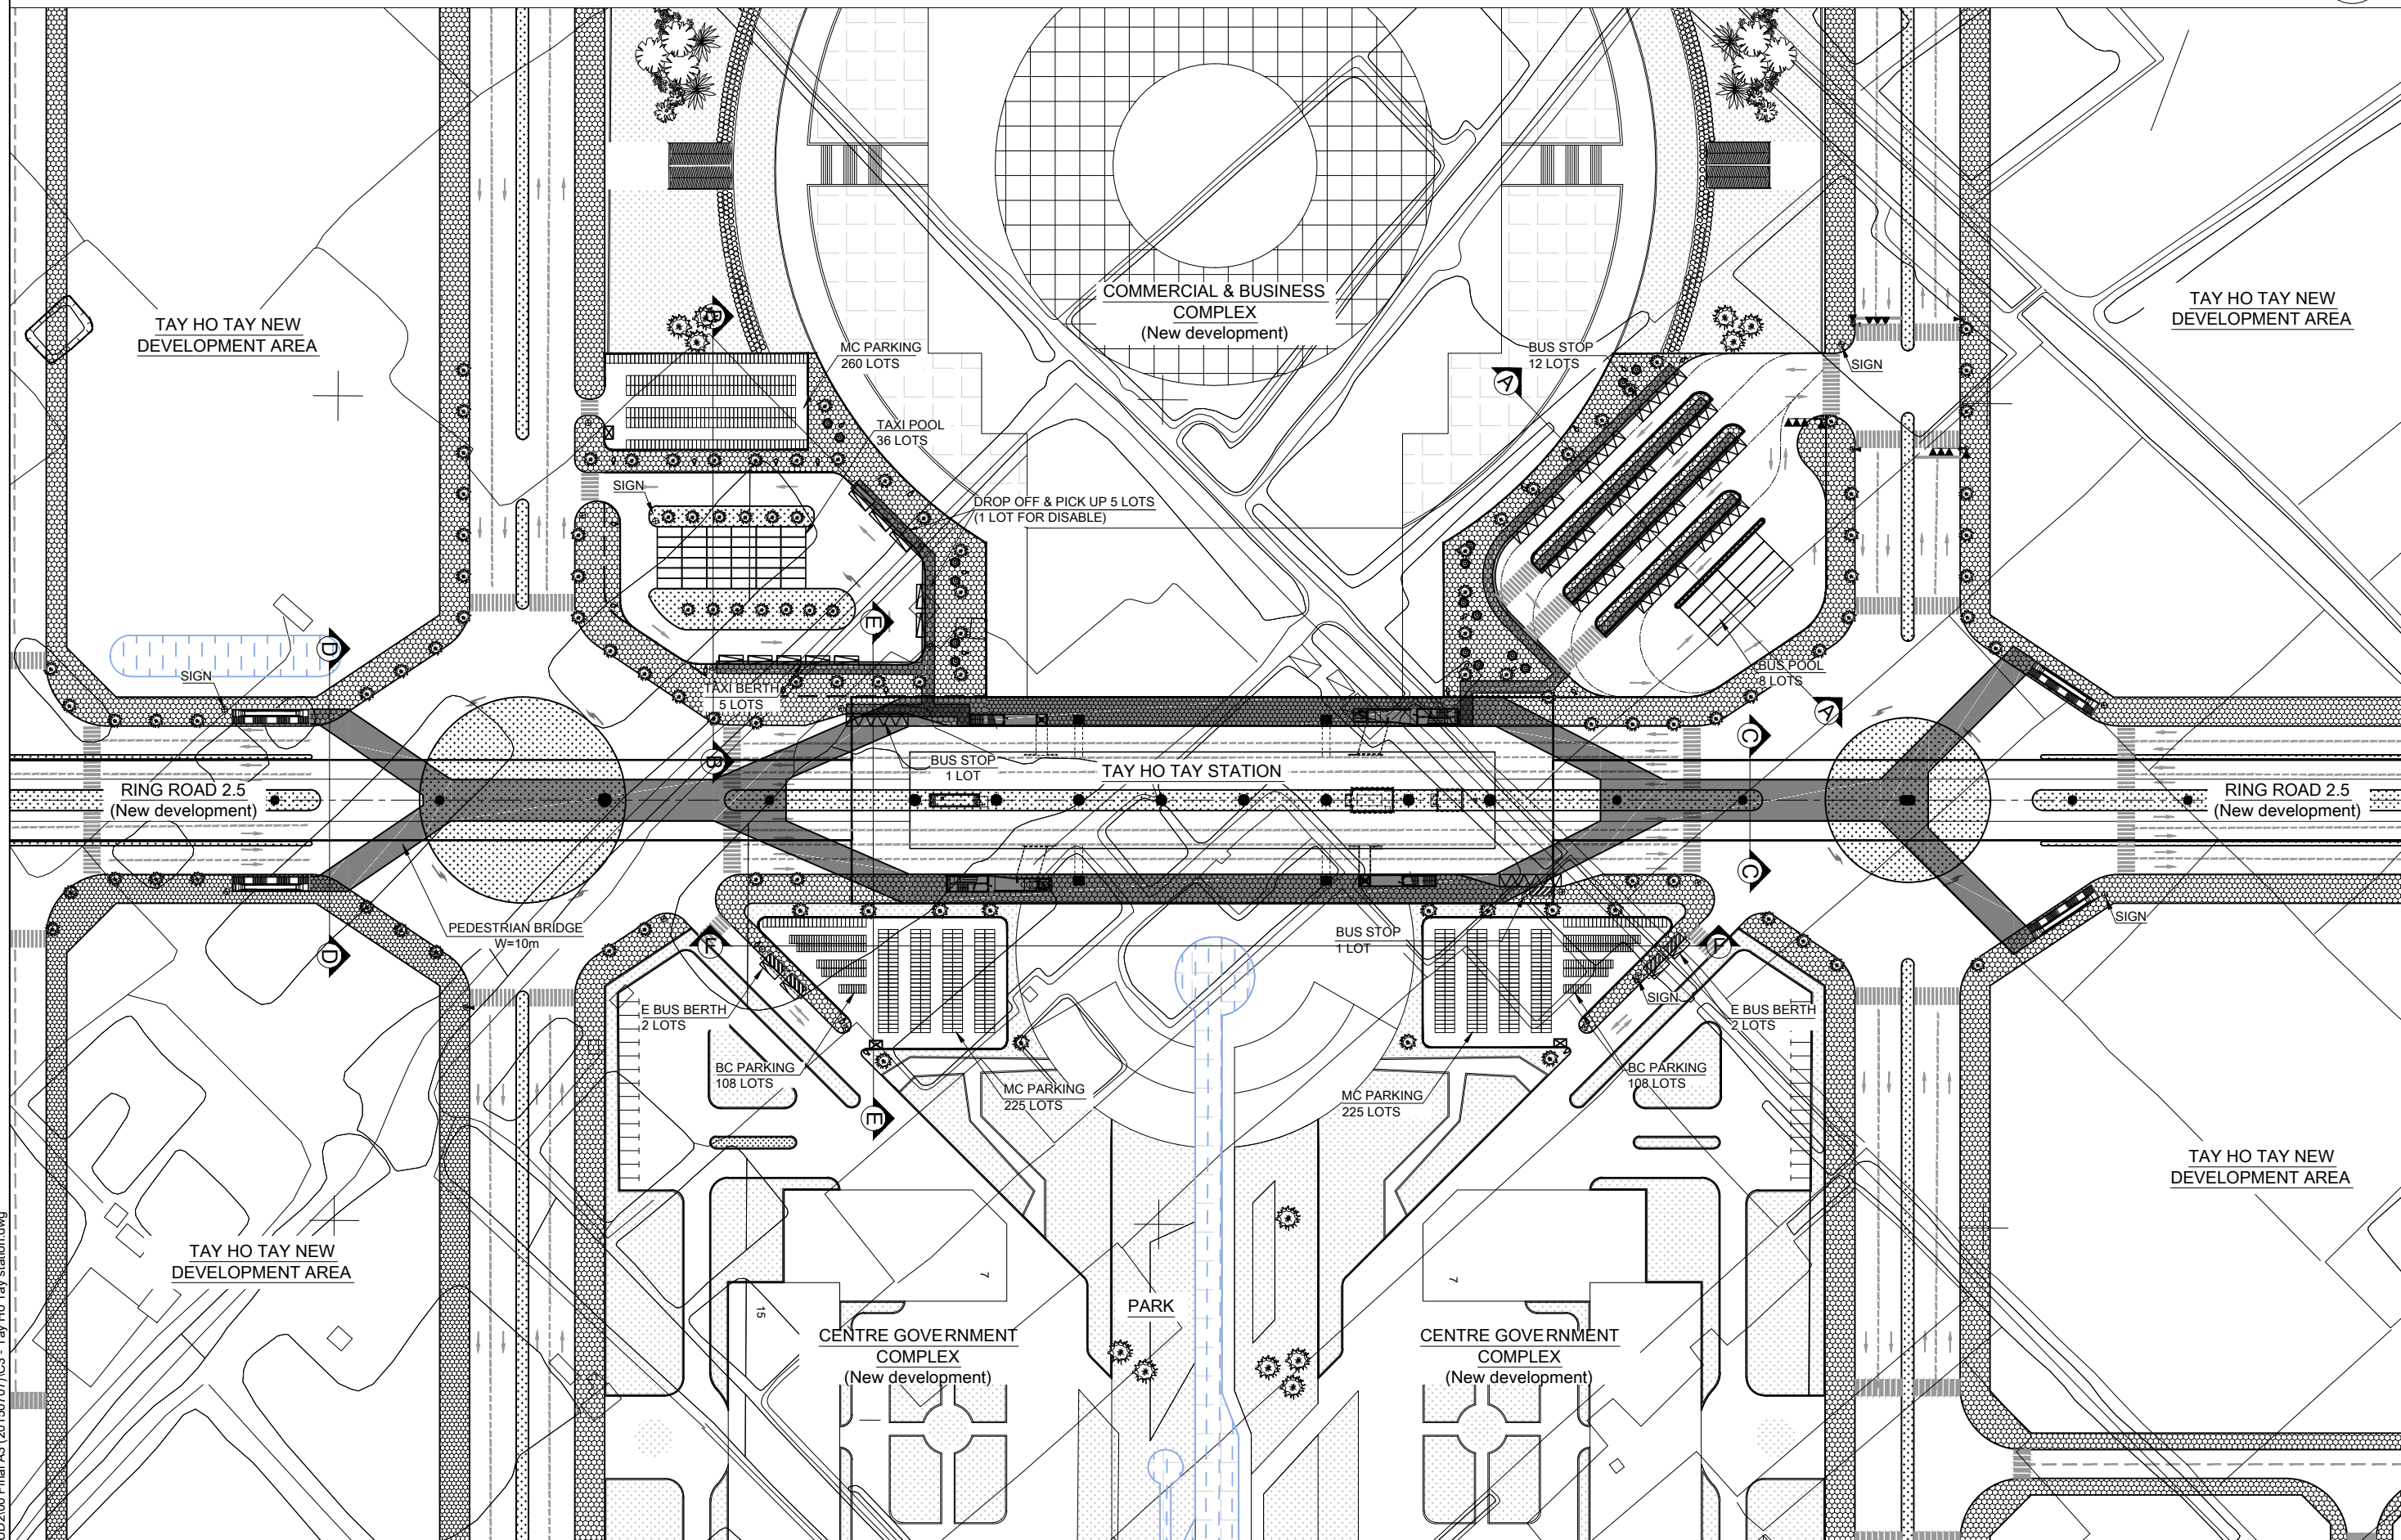 COMMERCIAL & BUSINESS
COMPLEX
(New development)
TAY HO TAY NEW
DEVELOPMENT AREA
TAY HO TAY NEW
DEVELOPMENT AREA
B
MC PARKING
260 LOTS
BUS STOP
12 LOTS
SIGN
A
TAXI POOL
36 LOTS
SIGN
DROP OFF & PICK UP 5 LOTS
(1 LOT FOR DISABLE)
E
D
SIGN
TAXI BERTH
5 LOTS
BUS POOL
8 LOTS
A
C
B
BUS STOP
1 LOT
TAY HO TAY STATION
RING ROAD 2.5
(New development)
RING ROAD 2.5
(New development)
C
PEDESTRIAN BRIDGE
W=10m
D
F
BUS STOP
1 LOT
F
SIGN
SIGN
E BUS BERTH
2 LOTS
E BUS BERTH
2 LOTS
BC PARKING
108 LOTS
MC PARKING
225 LOTS
MC PARKING
225 LOTS
BC PARKING
108 LOTS
E
TAY HO TAY NEW
DEVELOPMENT AREA
TAY HO TAY NEW
DEVELOPMENT AREA
7
7
15
PARK
CENTRE GOVERNMENT
COMPLEX
(New development)
CENTRE GOVERNMENT
COMPLEX
(New development)